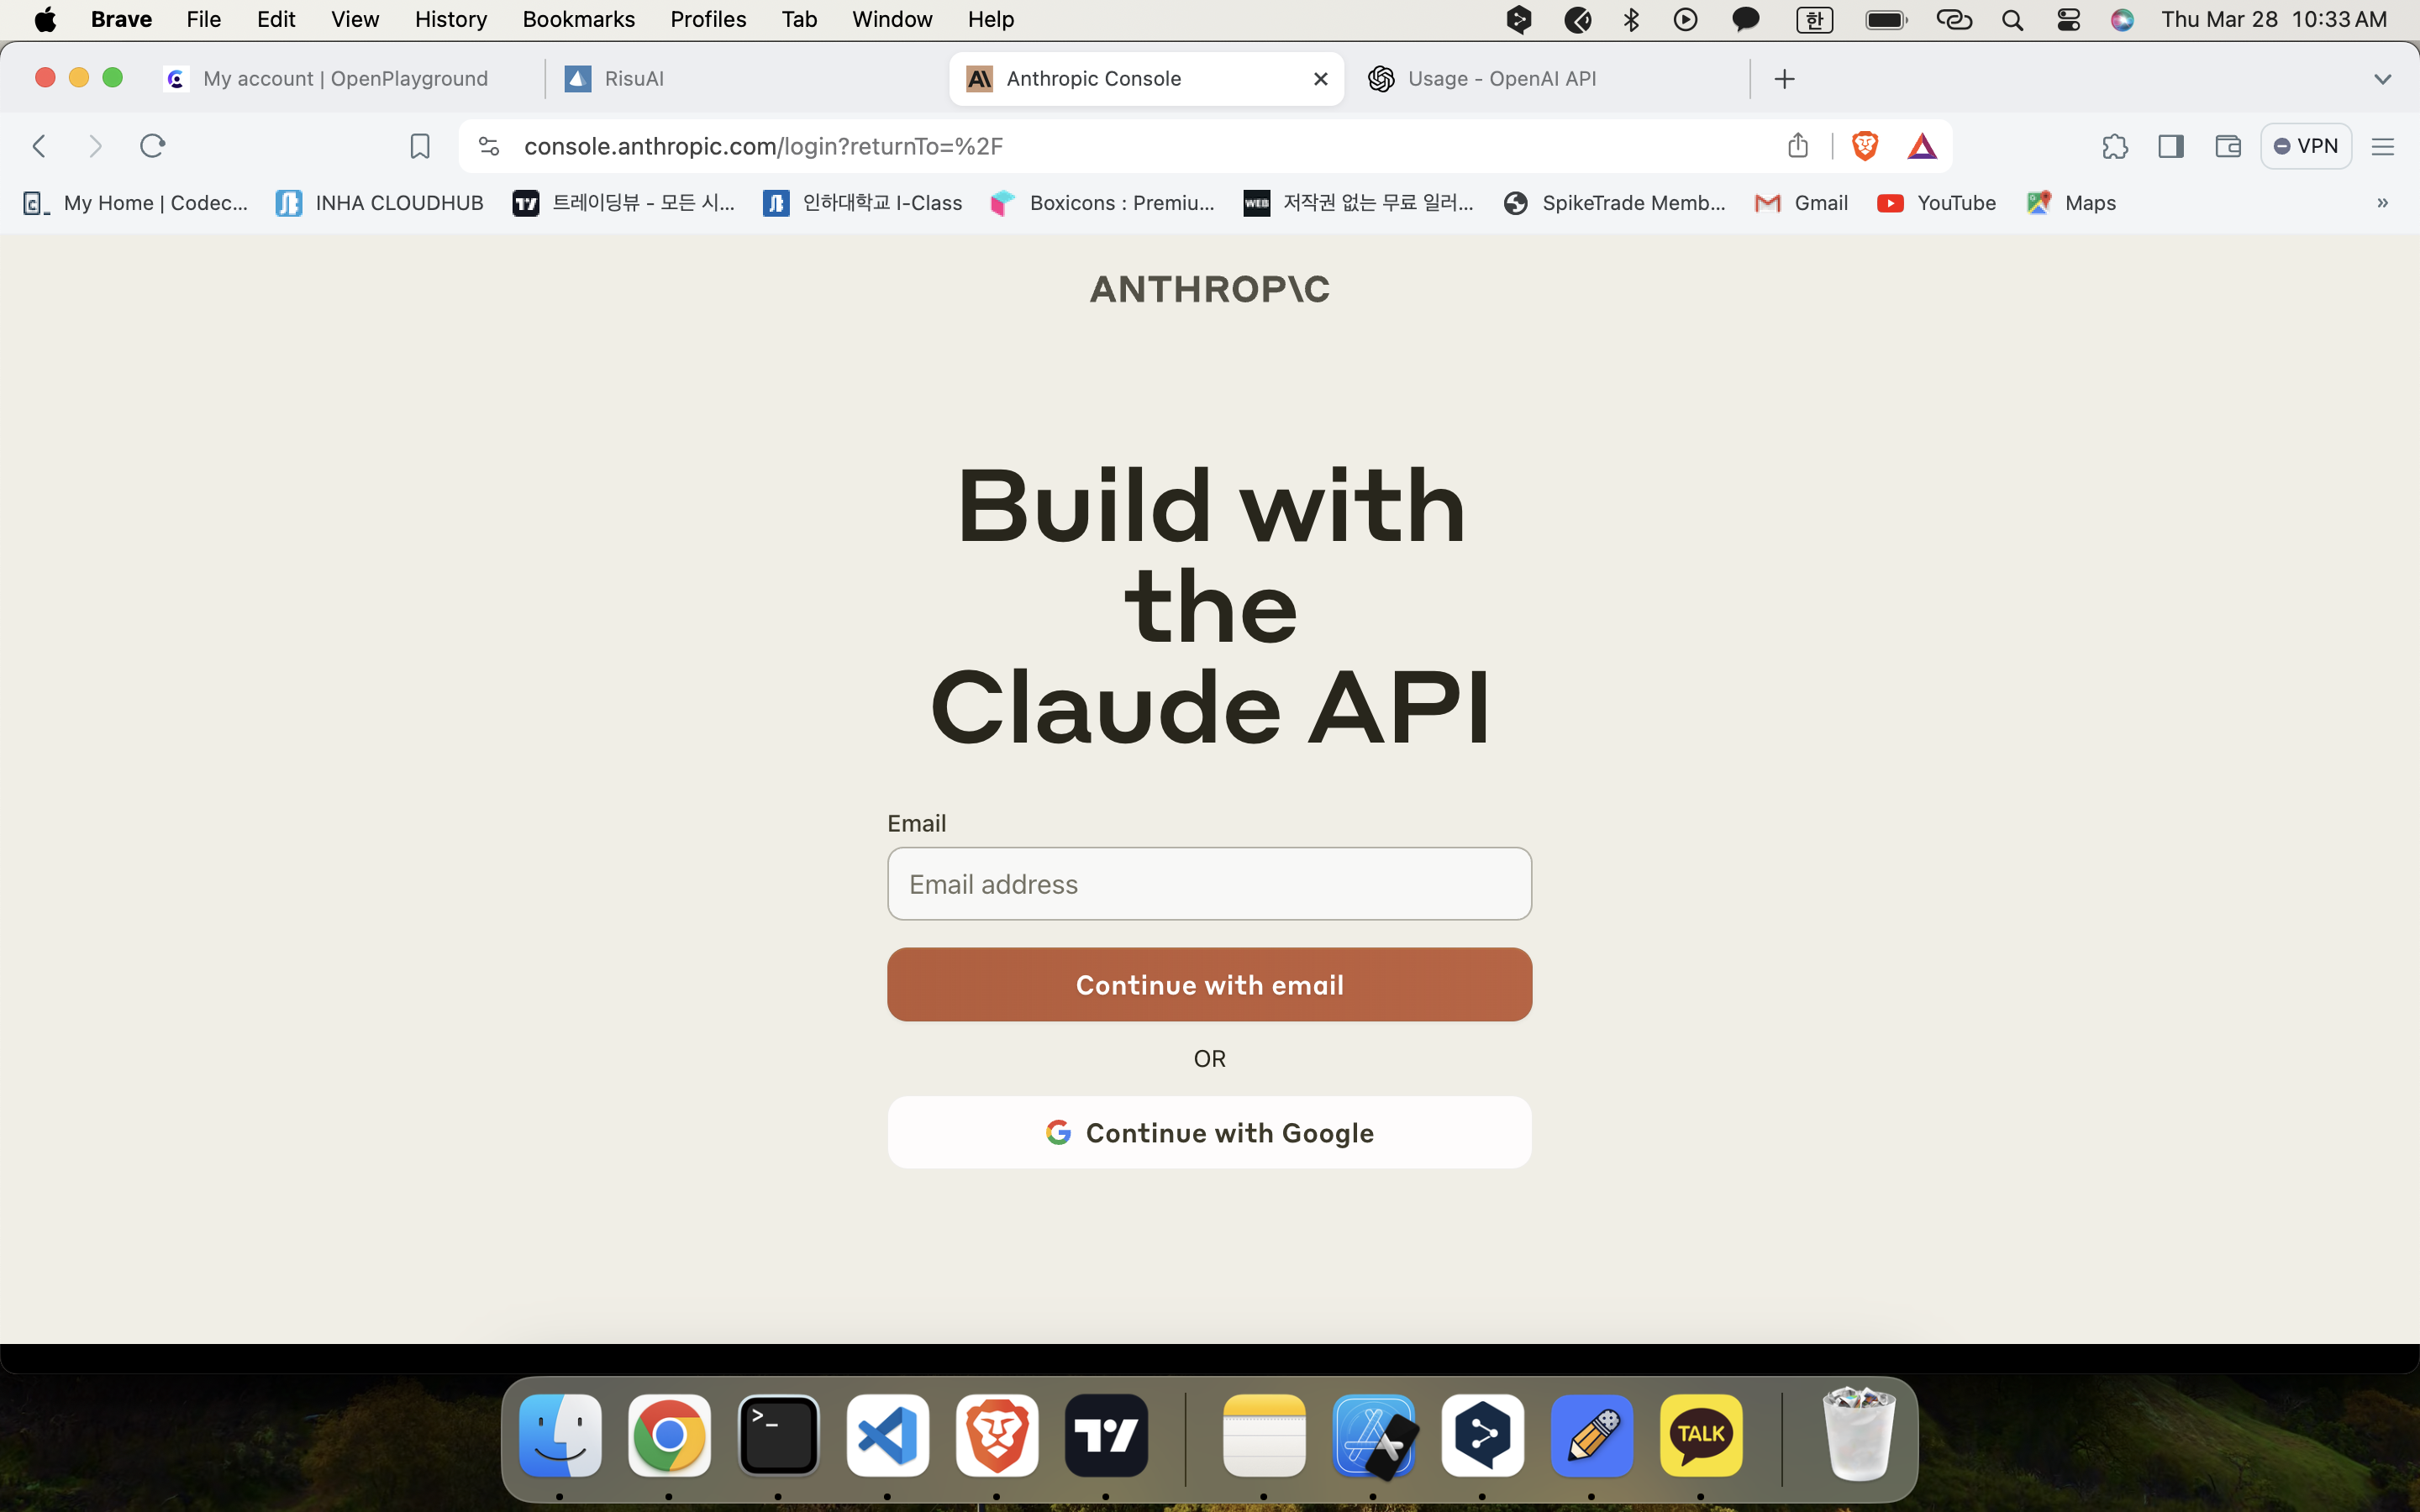 Brave File Edit View History Bookmarks Profiles Tab Window Help 한 Thu Mar 28 10:33 AM
My account | OpenPlayground RisuAI Anthropic Console Usage - OpenAI API
console.anthropic.com/login?returnTo=%2F VPN
My Home | Codec... INHA CLOUDHUB 트레이딩뷰 - 모든 시... 인하대학교 I-Class Boxicons : Premiu... WEB 저작권 없는 무료 일러... SpikeTrade Memb... Gmail YouTube Maps »
ANTHROP\C
Build with
the
Claude API
Email
Email address
Continue with email
OR
Continue with Google
TALK